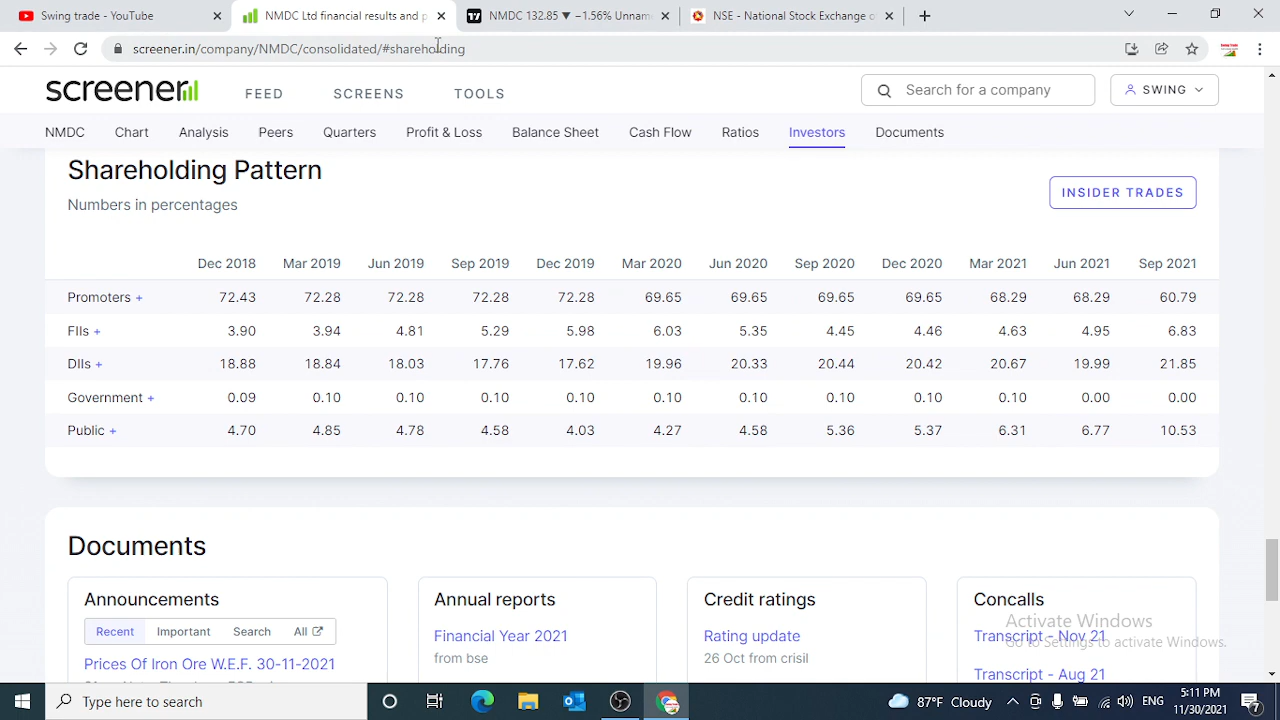 Swing trade - YouTube
NMDC Ltd financial results and p
NMDC 132.85 ▼ −1.56% Unnam
NSE - National Stock Exchange o
screener.in/company/NMDC/consolidated/#shareholding
screener
FEED SCREENS TOOLS
Search for a company
SWING
NMDC Chart Analysis Peers Quarters Profit & Loss Balance Sheet Cash Flow Ratios Investors Documents
Shareholding Pattern
INSIDER TRADES
Numbers in percentages
Dec 2018 Mar 2019 Jun 2019 Sep 2019 Dec 2019 Mar 2020 Jun 2020 Sep 2020 Dec 2020 Mar 2021 Jun 2021 Sep 2021
Promoters + 72.43 72.28 72.28 72.28 72.28 69.65 69.65 69.65 69.65 68.29 68.29 60.79
FIIs + 3.90 3.94 4.81 5.29 5.98 6.03 5.35 4.45 4.46 4.63 4.95 6.83
DIIs + 18.88 18.84 18.03 17.76 17.62 19.96 20.33 20.44 20.42 20.67 19.99 21.85
Government + 0.09 0.10 0.10 0.10 0.10 0.10 0.10 0.10 0.10 0.10 0.00 0.00
Public + 4.70 4.85 4.78 4.58 4.03 4.27 4.58 5.36 5.37 6.31 6.77 10.53
Documents
Announcements
Recent Important Search All
Prices Of Iron Ore W.E.F. 30-11-2021
Annual reports
Financial Year 2021
from bse
Credit ratings
Rating update
26 Oct from crisil
Concalls
Transcript - Nov 21
Transcript - Aug 21
Activate Windows
Go to Settings to activate Windows.
Type here to search
87°F Cloudy
5:11 PM
11/30/2021
7